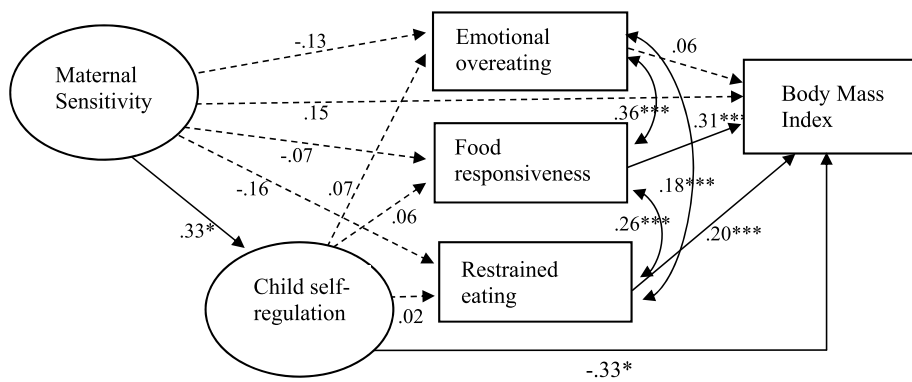 Emotional
overeating
-.13
.06
Maternal
Sensitivity
Body Mass
Index
.15
.36***
.31***
-.07
Food
responsiveness
-.16
.07
.18***
.06
.33*
.26***
.20***
Restrained
eating
Child self-
regulation
.02
-.33*